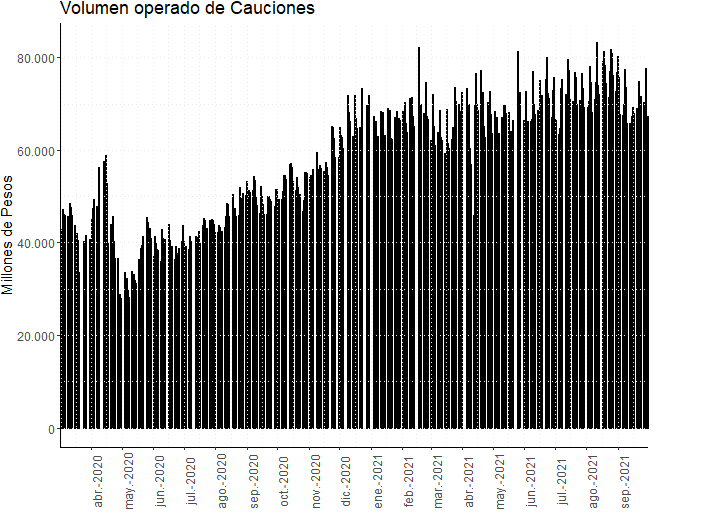 Volumen operado de Cauciones
Millones de Pesos
80.000
60.000
40.000
20.000
0
abr.-2020
may.-2020
jun.-2020
jul.-2020
ago.-2020
sep.-2020
oct.-2020
nov.-2020
dic.-2020
ene.-2021
feb.-2021
mar.-2021
abr.-2021
may.-2021
jun.-2021
jul.-2021
ago.-2021
sep.-2021